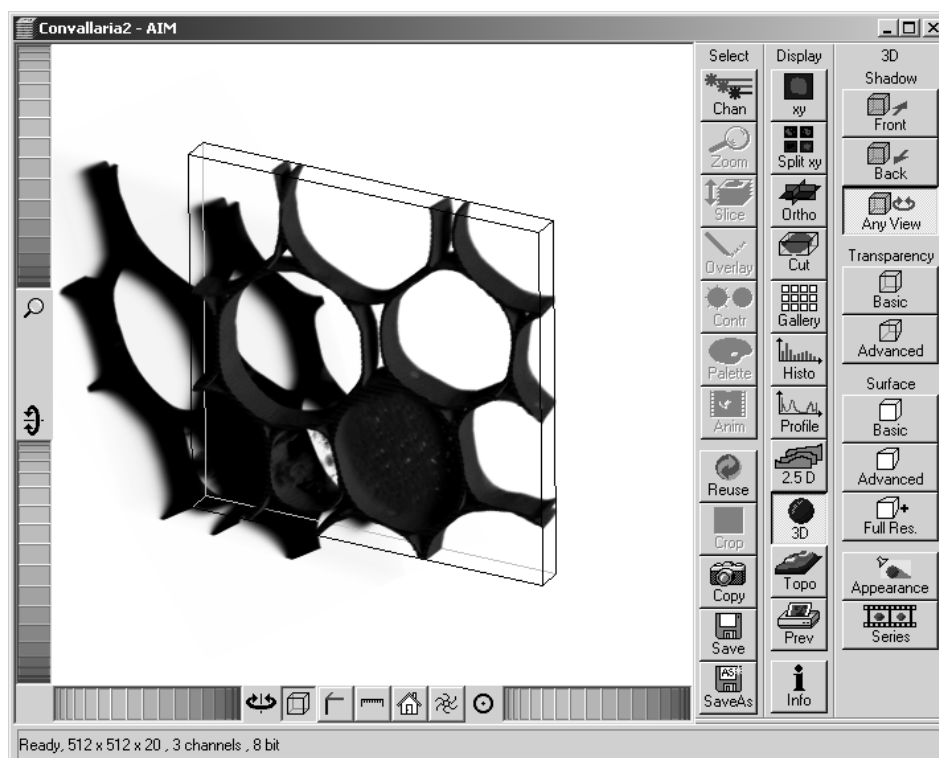 Convallaria2 - AIM
Select
Chan
Zoom
Slice
Overlay
Contr
Palette
Anim
Reuse
Crop
Copy
Save
AS
SaveAs
Display
xy
Split xy
Ortho
Cut
Gallery
Histo
Profile
2.5 D
3D
Topo
Prev
Info
3D
Shadow
Front
Back
Any View
Transparency
Basic
Advanced
Surface
Basic
Advanced
Full Res.
Appearance
Series
Ready, 512 x 512 x 20 , 3 channels , 8 bit